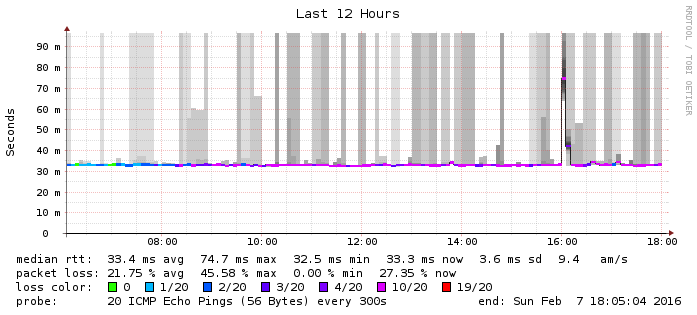 Last 12 Hours
RRDTOOL / TOBI OETIKER
Seconds
90 m
80 m
70 m
60 m
50 m
40 m
30 m
20 m
10 m
0
08:00 10:00 12:00 14:00 16:00 18:00
median rtt: 33.4 ms avg 74.7 ms max 32.5 ms min 33.3 ms now 3.6 ms sd 9.4 am/s
packet loss: 21.75 % avg 45.58 % max 0.00 % min 27.35 % now
loss color: 0 1/20 2/20 3/20 4/20 10/20 19/20
probe: 20 ICMP Echo Pings (56 Bytes) every 300s end: Sun Feb 7 18:05:04 2016